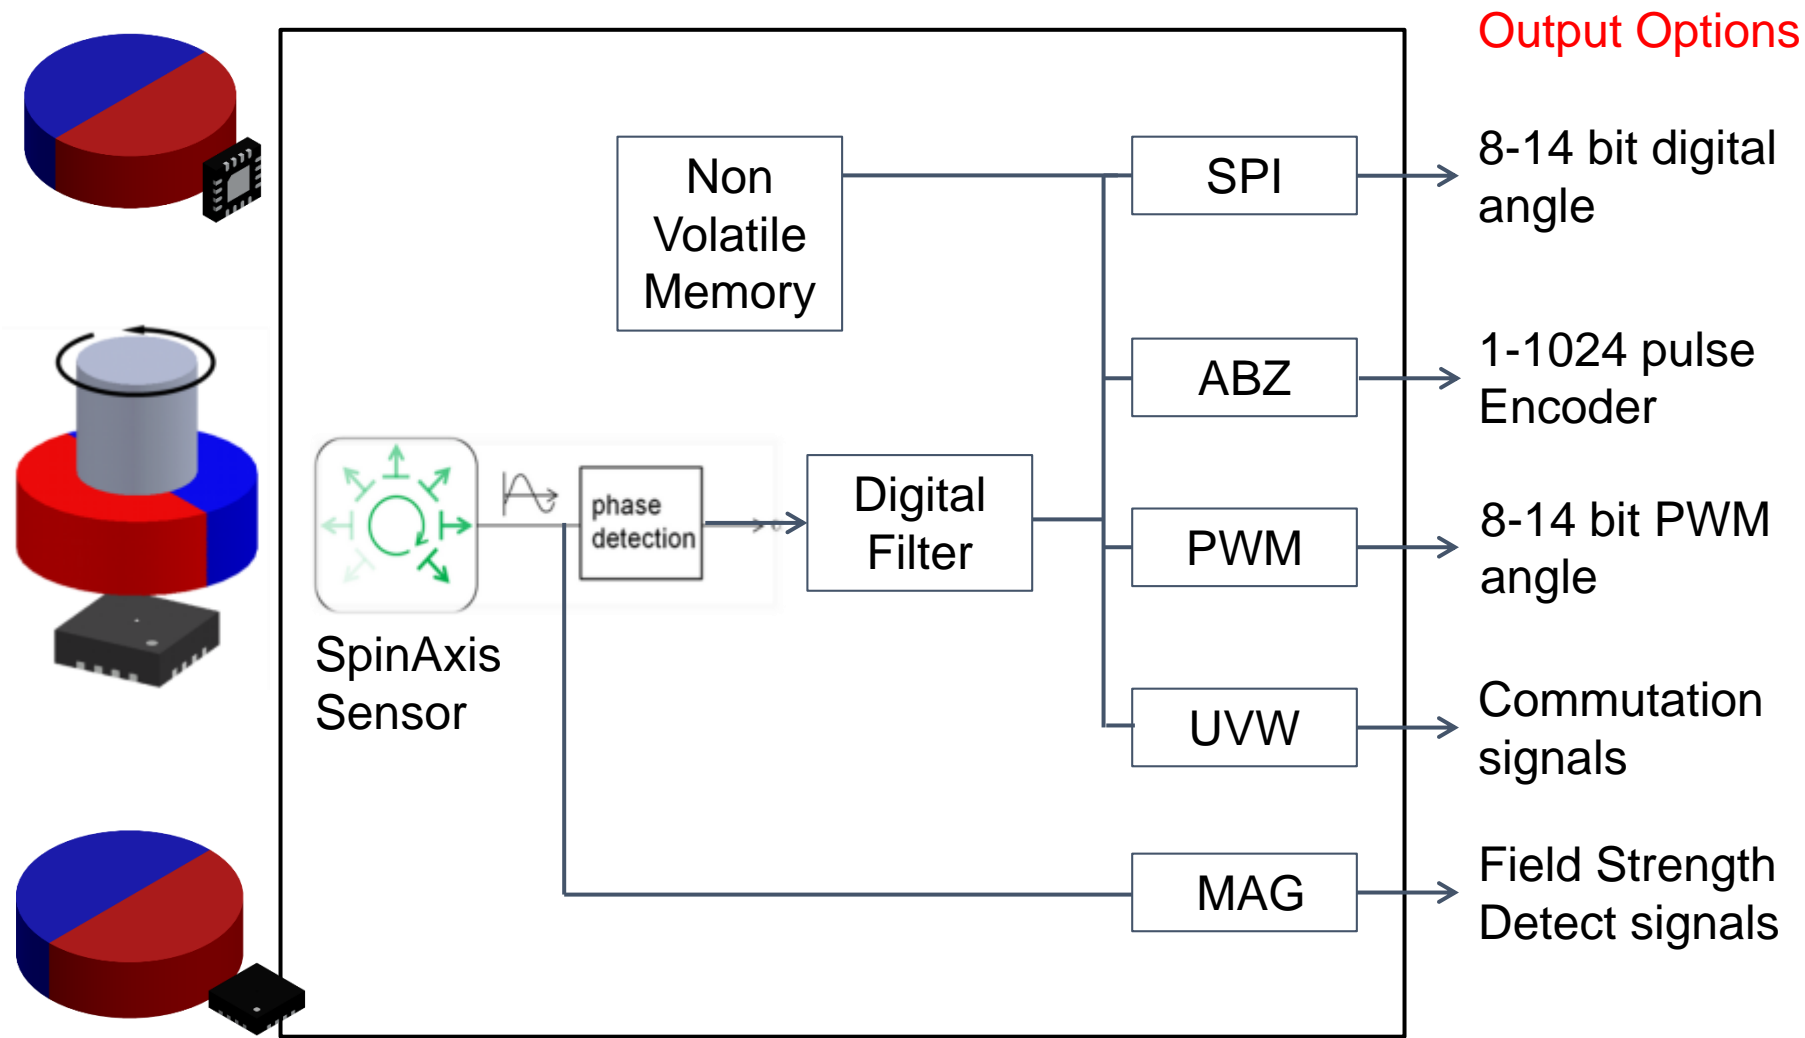 Output Options
Non
Volatile
Memory
SPI
8-14 bit digital
angle
ABZ
1-1024 pulse
Encoder
phase
detection
Digital
Filter
PWM
8-14 bit PWM
angle
SpinAxis
Sensor
UVW
Commutation
signals
MAG
Field Strength
Detect signals